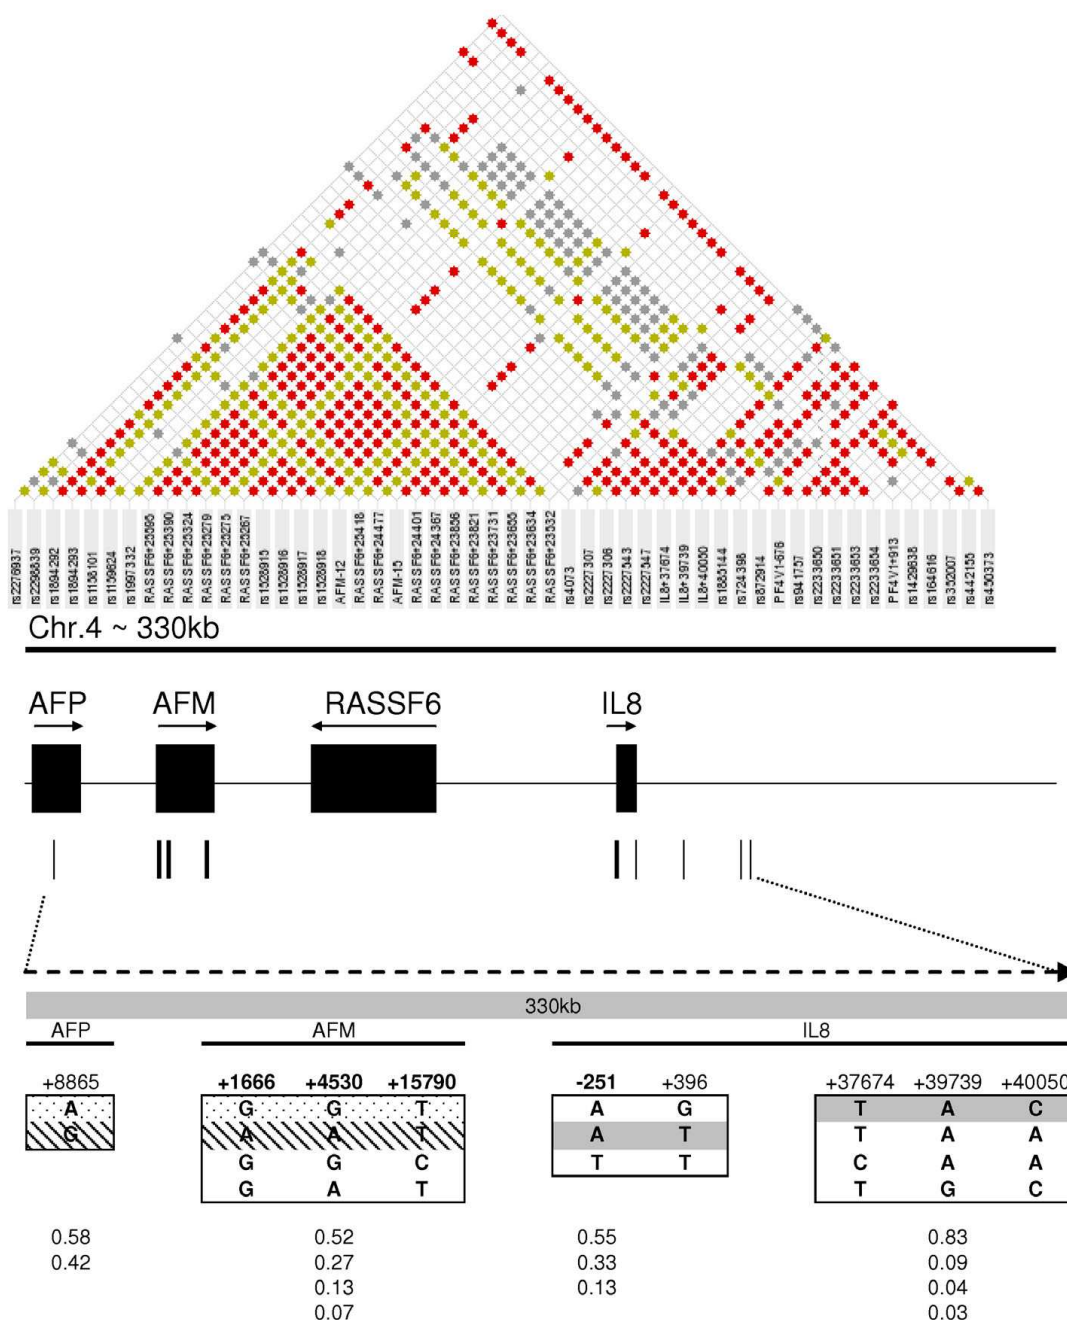 rs2276937
rs2298839
rs1894292
rs1894293
rs1158101
rs1159624
rs1997332
RASSF6+25595
RASSF6+25390
RASSF6+25324
RASSF6+25279
RASSF6+25275
RASSF6+25267
rs1528915
rs1528916
rs1528917
rs1528918
AFM-12
RASSF6+25418
RASSF6+24477
AFM-15
RASSF6+24401
RASSF6+24367
RASSF6+23856
RASSF6+23821
RASSF6+23731
RASSF6+23655
RASSF6+23634
RASSF6+23532
rs4073
rs2227307
rs2227306
rs2227543
rs2227547
IL8+37674
IL8+39739
IL8+40050
rs1885144
rs724398
rs872914
PF4V1-676
rs941757
rs2233650
rs2233651
rs2233653
rs2233654
PF4V1+913
rs1429638
rs164616
rs352007
rs442155
rs450373
Chr.4 ~ 330kb
AFP AFM RASSF6 IL8
330kb
AFP AFM IL8
+8865 +1666 +4530 +15790 -251 +396 +37674 +39739 +40050
A G G T A G T A C
G A A T A T T A A
G G C T T C A A
G A T T G C
0.58 0.52 0.55 0.83
0.42 0.27 0.33 0.09
0.13 0.13 0.04
0.07 0.03